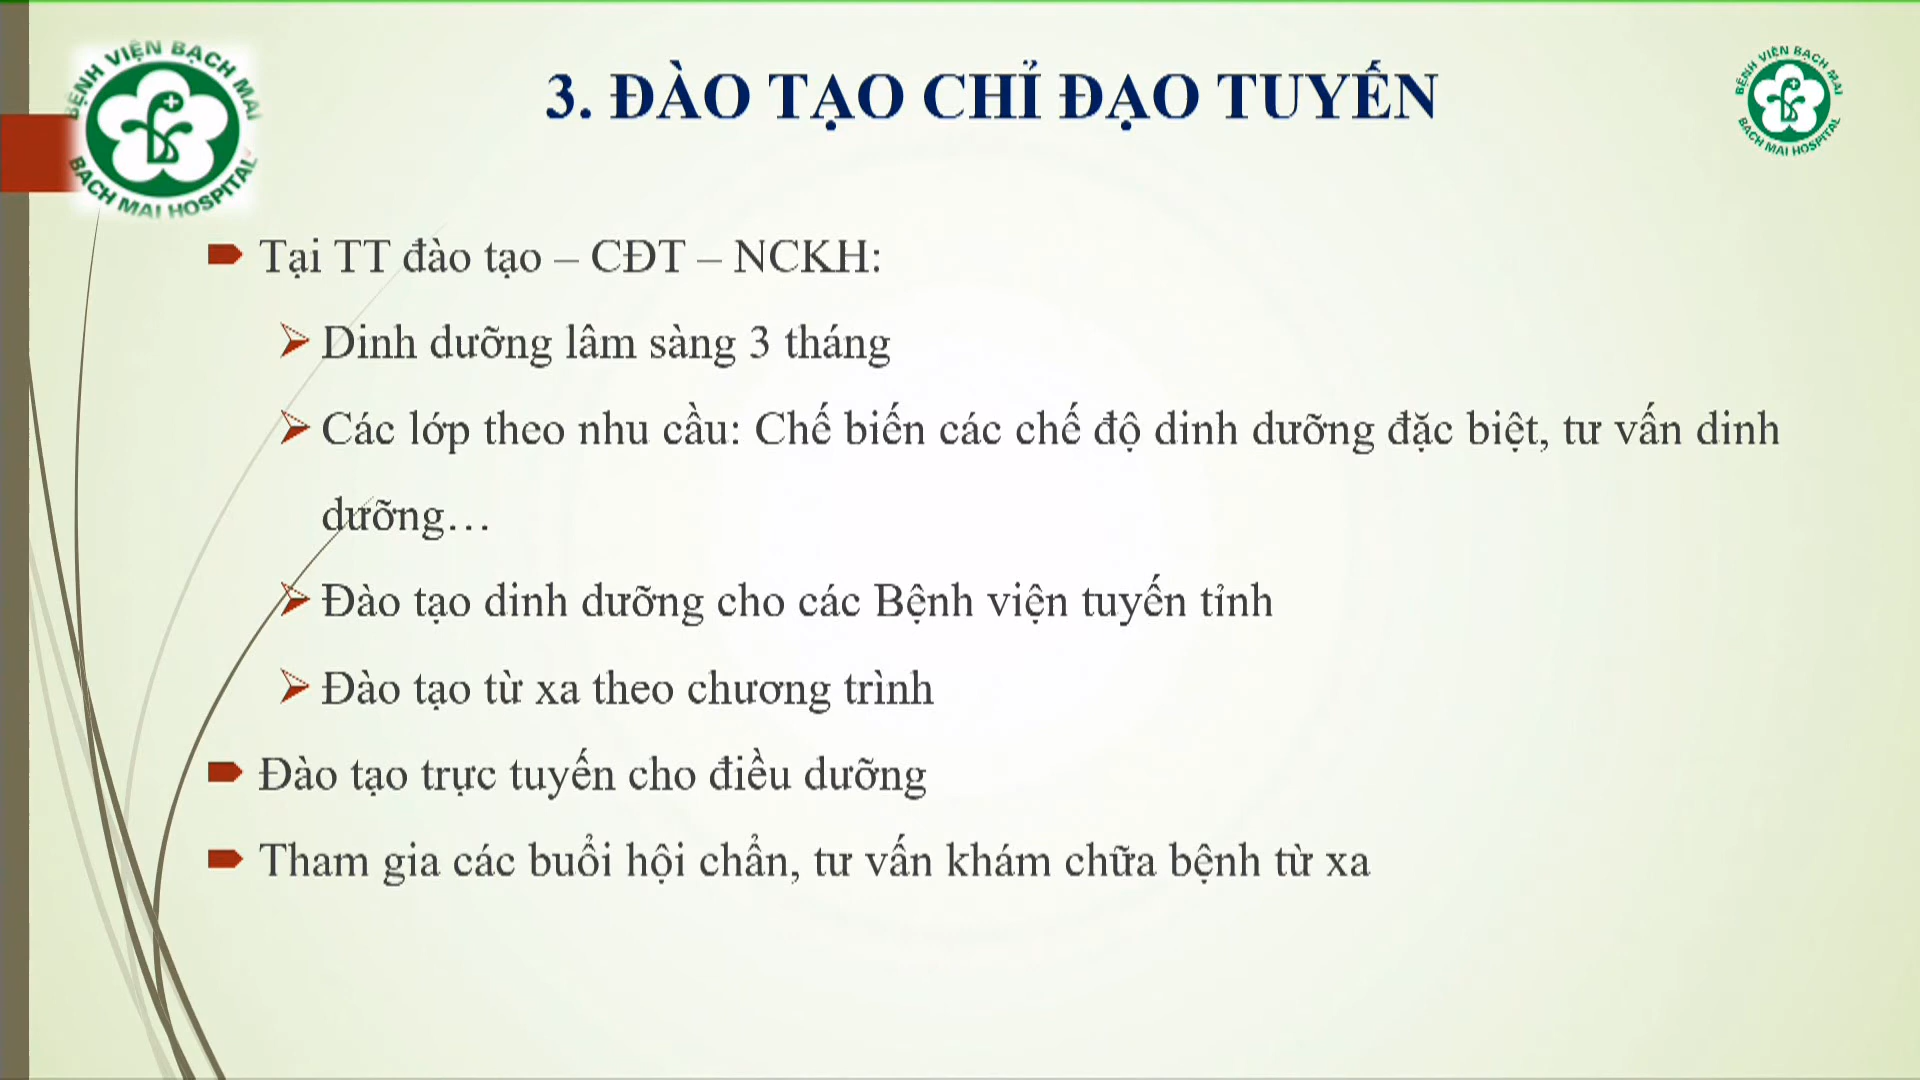 BỆNH VIỆN BẠCH MAI
BACH MAI HOSPITAL
3. ĐÀO TẠO CHỈ ĐẠO TUYẾN
BỆNH VIỆN BẠCH MAI
BACH MAI HOSPITAL
Tại TT đào tạo – CĐT – NCKH:
Dinh dưỡng lâm sàng 3 tháng
Các lớp theo nhu cầu: Chế biến các chế độ dinh dưỡng đặc biệt, tư vấn dinh
dưỡng…
Đào tạo dinh dưỡng cho các Bệnh viện tuyến tỉnh
Đào tạo từ xa theo chương trình
Đào tạo trực tuyến cho điều dưỡng
Tham gia các buổi hội chẩn, tư vấn khám chữa bệnh từ xa